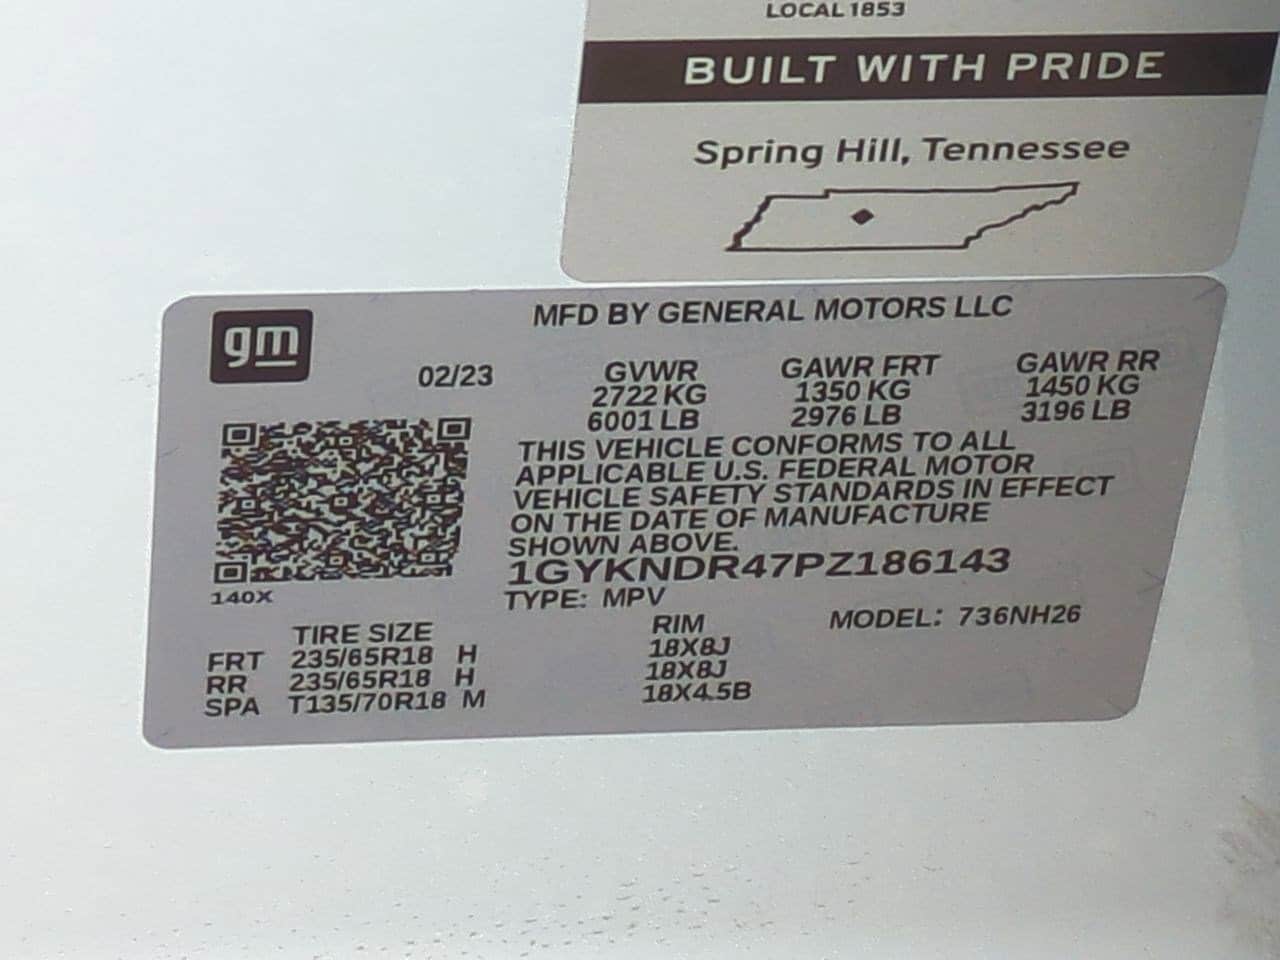 LOCAL 1853
BUILT WITH PRIDE
Spring Hill, Tennessee
gm
MFD BY GENERAL MOTORS LLC
02/23
GVWR GAWR FRT GAWR RR
2722 KG 1350 KG 1450 KG
6001 LB 2976 LB 3196 LB
THIS VEHICLE CONFORMS TO ALL
APPLICABLE U.S. FEDERAL MOTOR
VEHICLE SAFETY STANDARDS IN EFFECT
ON THE DATE OF MANUFACTURE
SHOWN ABOVE.
1GYKNDR47PZ186143
140X
TYPE: MPV MODEL: 736NH26
TIRE SIZE RIM
FRT 235/65R18 H 18X8J
RR 235/65R18 H 18X8J
SPA T135/70R18 M 18X4.5B